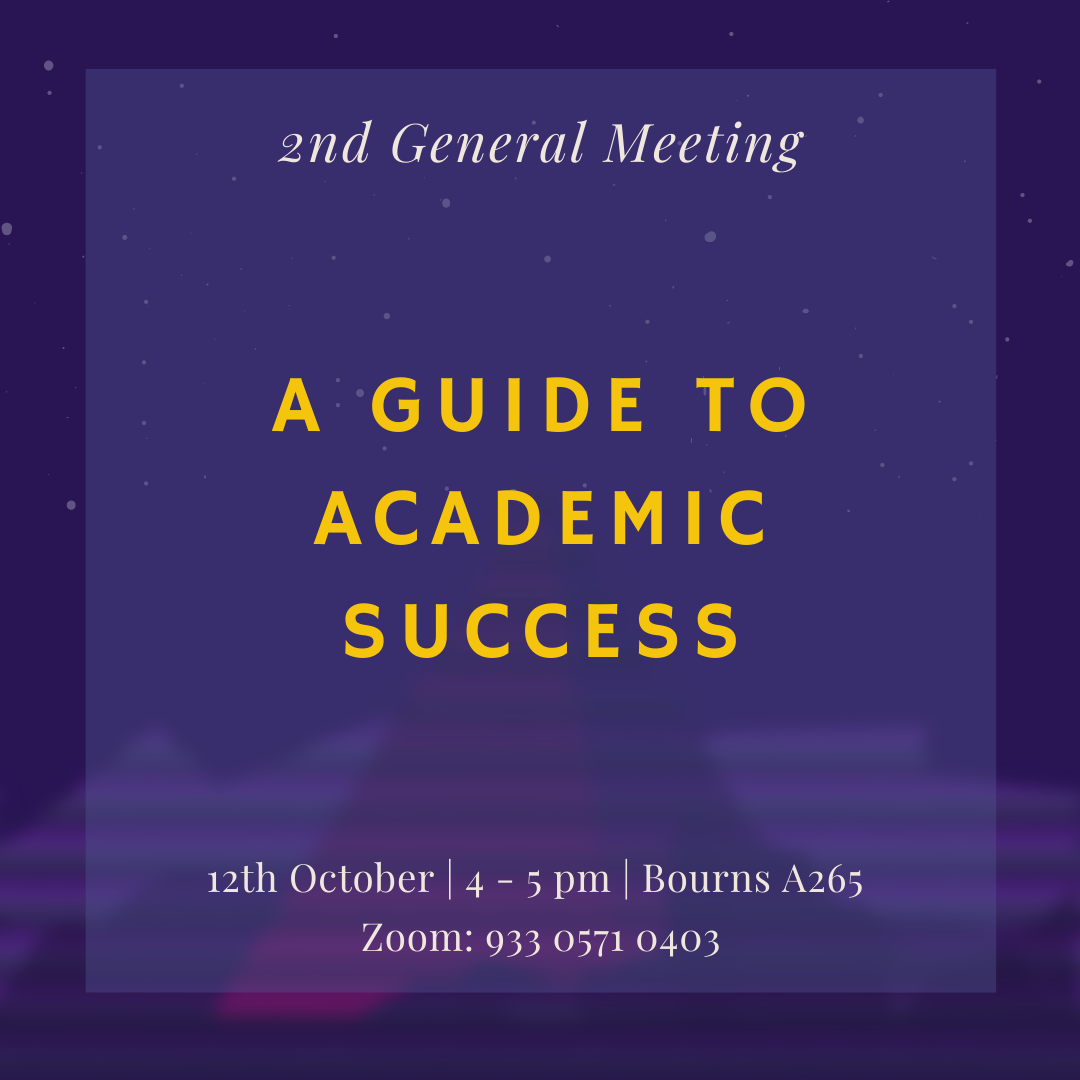 2nd General Meeting
A GUIDE TO
ACADEMIC
SUCCESS
12th October | 4 - 5 pm | Bourns A265
Zoom: 933 0571 0403